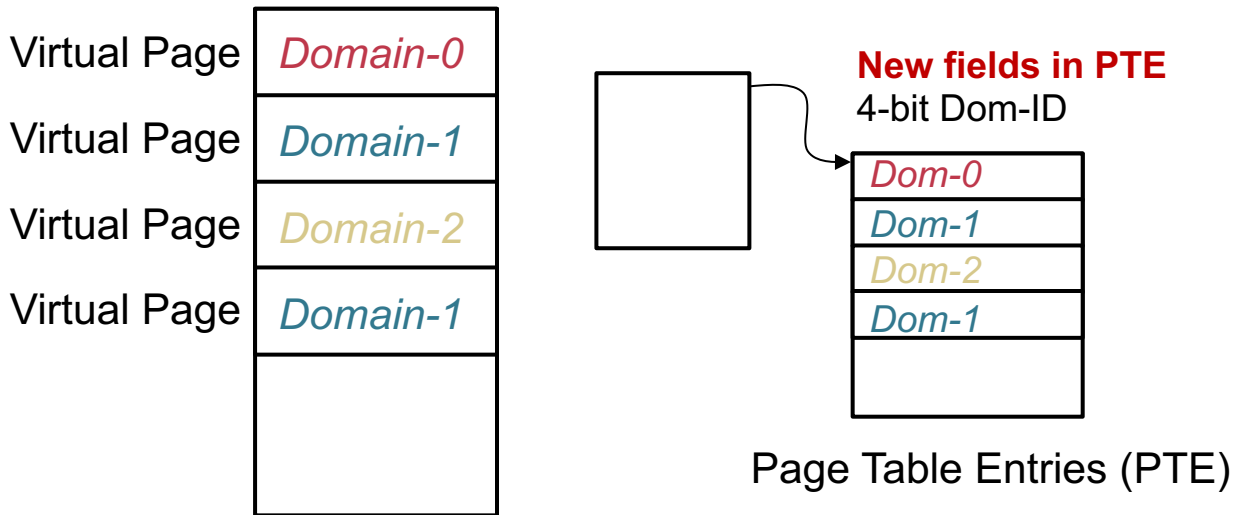 Virtual Page Domain-0
Virtual Page Domain-1
Virtual Page Domain-2
Virtual Page Domain-1
New fields in PTE
4-bit Dom-ID
Dom-0
Dom-1
Dom-2
Dom-1
Page Table Entries (PTE)